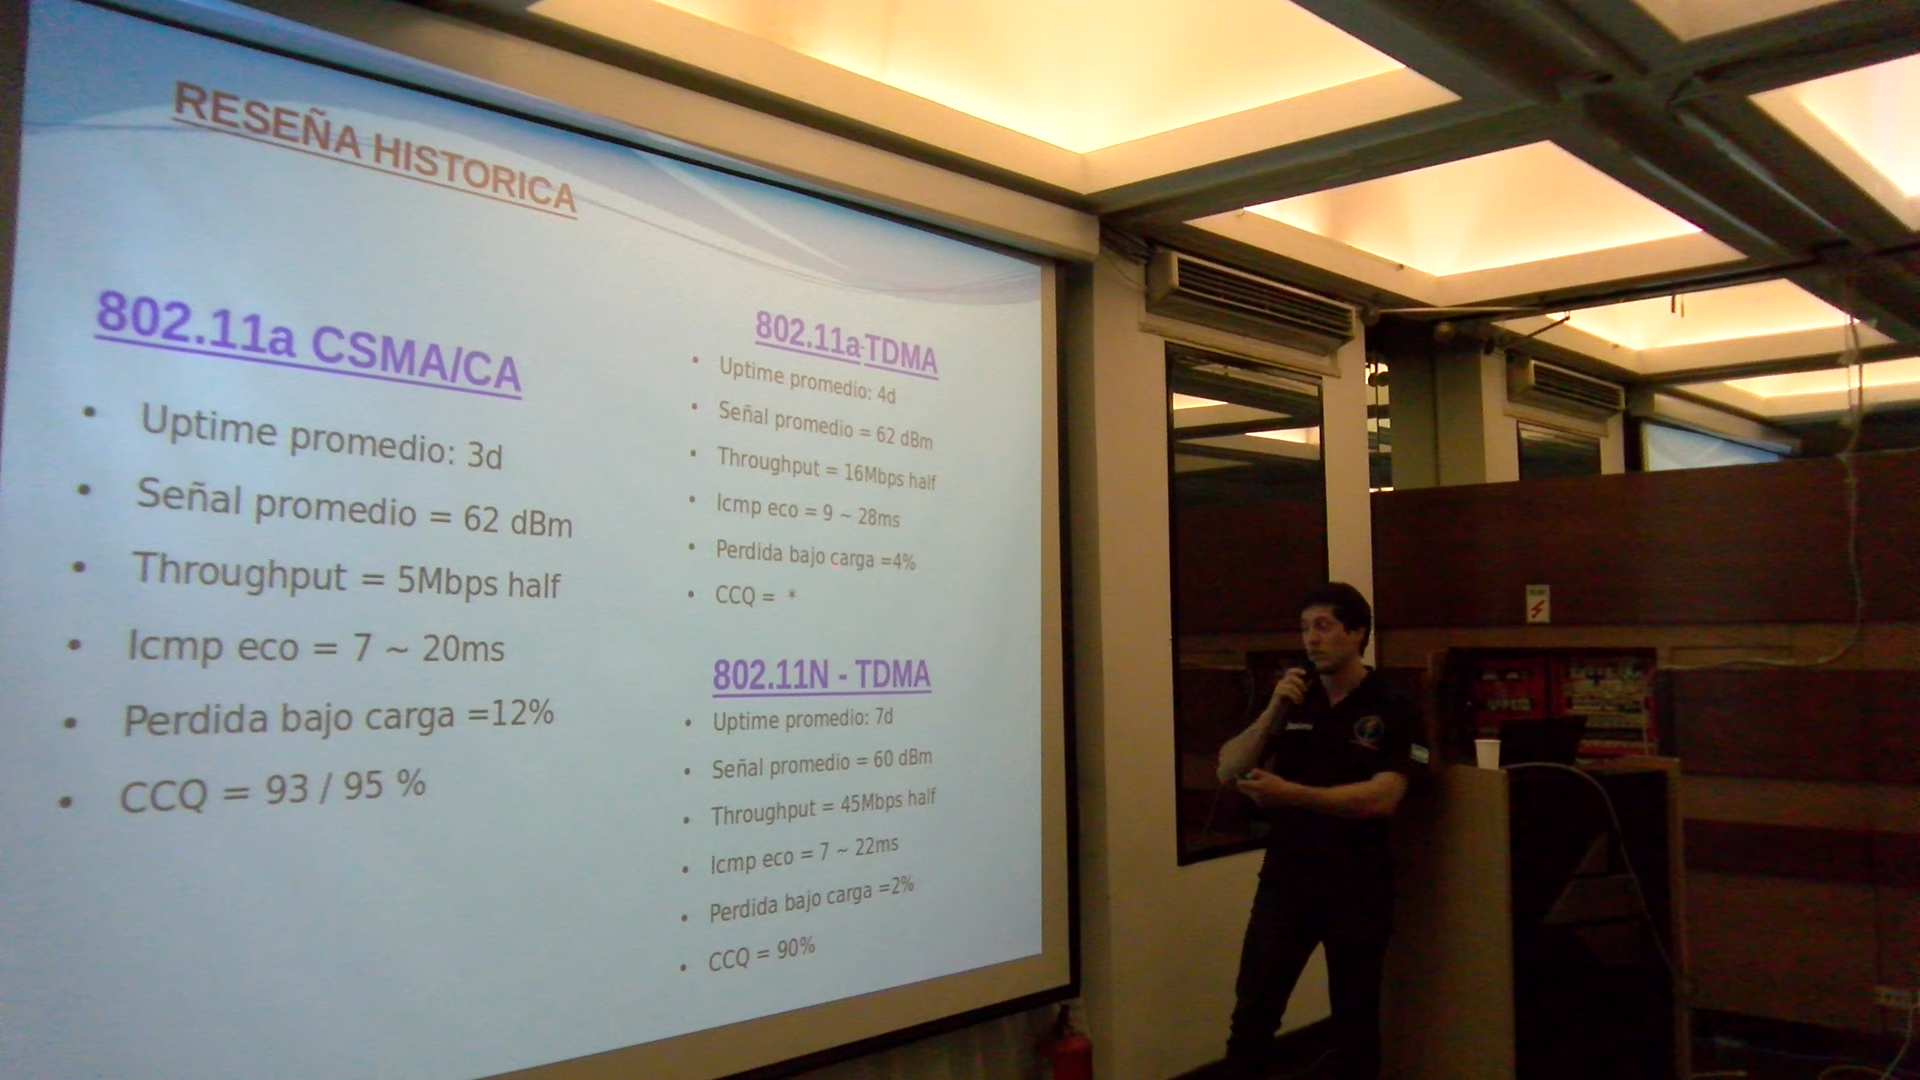 RESEÑA HISTORICA
802.11a CSMA/CA
• Uptime promedio: 3d
• Señal promedio = 62 dBm
• Throughput = 5Mbps half
• Icmp eco = 7 ~ 20ms
• Perdida bajo carga =12%
• CCQ = 93 / 95 %
802.11a-TDMA
• Uptime promedio: 4d
• Señal promedio = 62 dBm
• Throughput = 16Mbps half
• Icmp eco = 9 ~ 28ms
• Perdida bajo carga =4%
• CCQ = *
802.11N - TDMA
• Uptime promedio: 7d
• Señal promedio = 60 dBm
• Throughput = 45Mbps half
• Icmp eco = 7 ~ 22ms
• Perdida bajo carga =2%
• CCQ = 90%